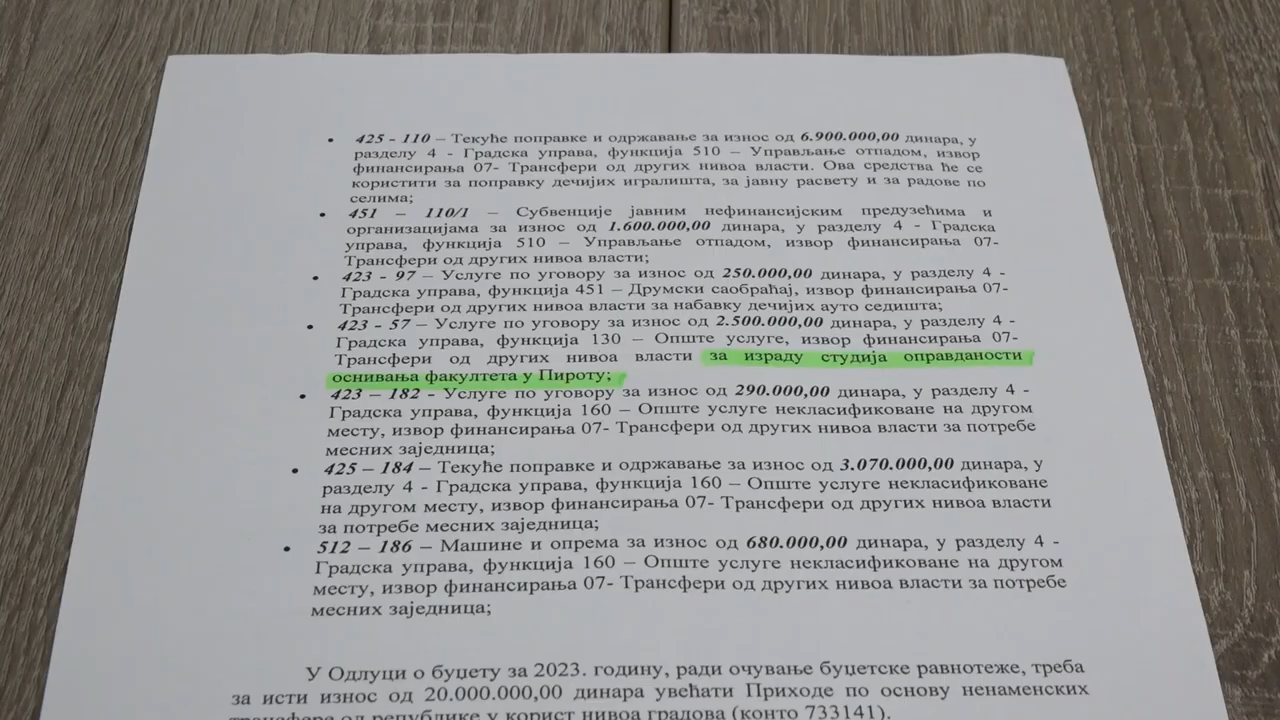 • 425 - 110 – Текуће поправке и одржавање за износ од 6.900.000,00 динара, у
разделу 4 - Градска управа, функција 510 – Управљање отпадом, извор
финансирања 07- Трансфери од других нивоа власти. Ова средства ће се
користити за поправку дечијих игралишта, за јавну расвету и за радове по
селима;
• 451 – 110/1 – Субвенције јавним нефинансијским предузећима и
организацијама за износ од 1.600.000,00 динара, у разделу 4 - Градска
управа, функција 510 – Управљање отпадом, извор финансирања 07-
Трансфери од других нивоа власти;
• 423 - 97 – Услуге по уговору за износ од 250.000,00 динара, у разделу 4 -
Градска управа, функција 451 – Друмски саобраћај, извор финансирања 07-
Трансфери од других нивоа власти за набавку дечијих ауто седишта;
• 423 - 57 – Услуге по уговору за износ од 2.500.000,00 динара, у разделу 4 -
Градска управа, функција 130 – Опште услуге, извор финансирања 07-
Трансфери од других нивоа власти за израду студија оправданости
оснивања факултета у Пироту;
• 423 – 182 - Услуге по уговору за износ од 290.000,00 динара, у разделу 4 -
Градска управа, функција 160 – Опште услуге некласификоване на другом
месту, извор финансирања 07- Трансфери од других нивоа власти за потребе
месних заједница;
• 425 – 184 – Текуће поправке и одржавање за износ од 3.070.000,00 динара, у
разделу 4 - Градска управа, функција 160 – Опште услуге некласификоване
на другом месту, извор финансирања 07- Трансфери од других нивоа власти
за потребе месних заједница;
• 512 – 186 – Машине и опрема за износ од 680.000,00 динара, у разделу 4 -
Градска управа, функција 160 – Опште услуге некласификоване на другом
месту, извор финансирања 07- Трансфери од других нивоа власти за потребе
месних заједница;
У Одлуци о буџету за 2023. годину, ради очување буџетске равнотеже, треба
за исти износ од 20.000.000,00 динара увећати Приходе по основу ненаменских
трансфера од републике у корист нивоа градова (конто 733141).